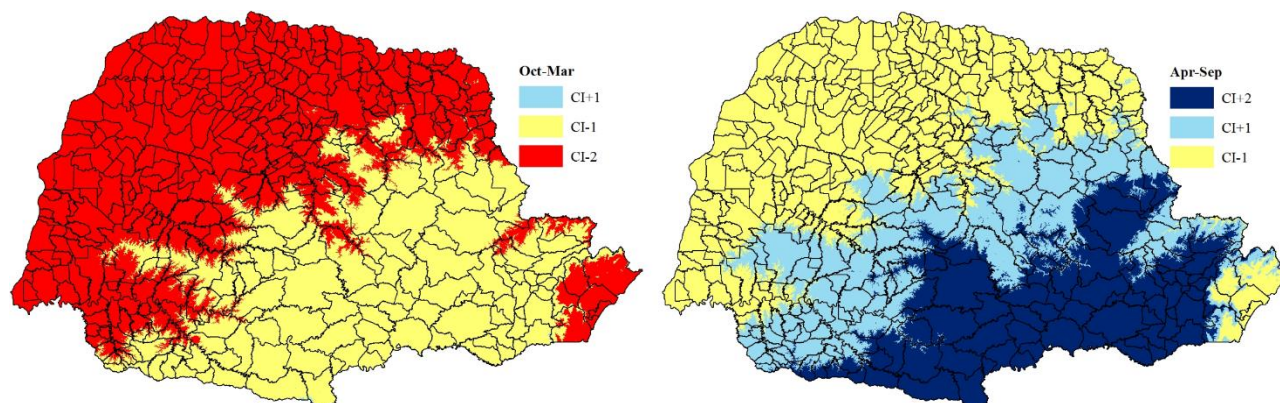 Oct-Mar
CI+1
CI-1
CI-2
Apr-Sep
CI+2
CI+1
CI-1